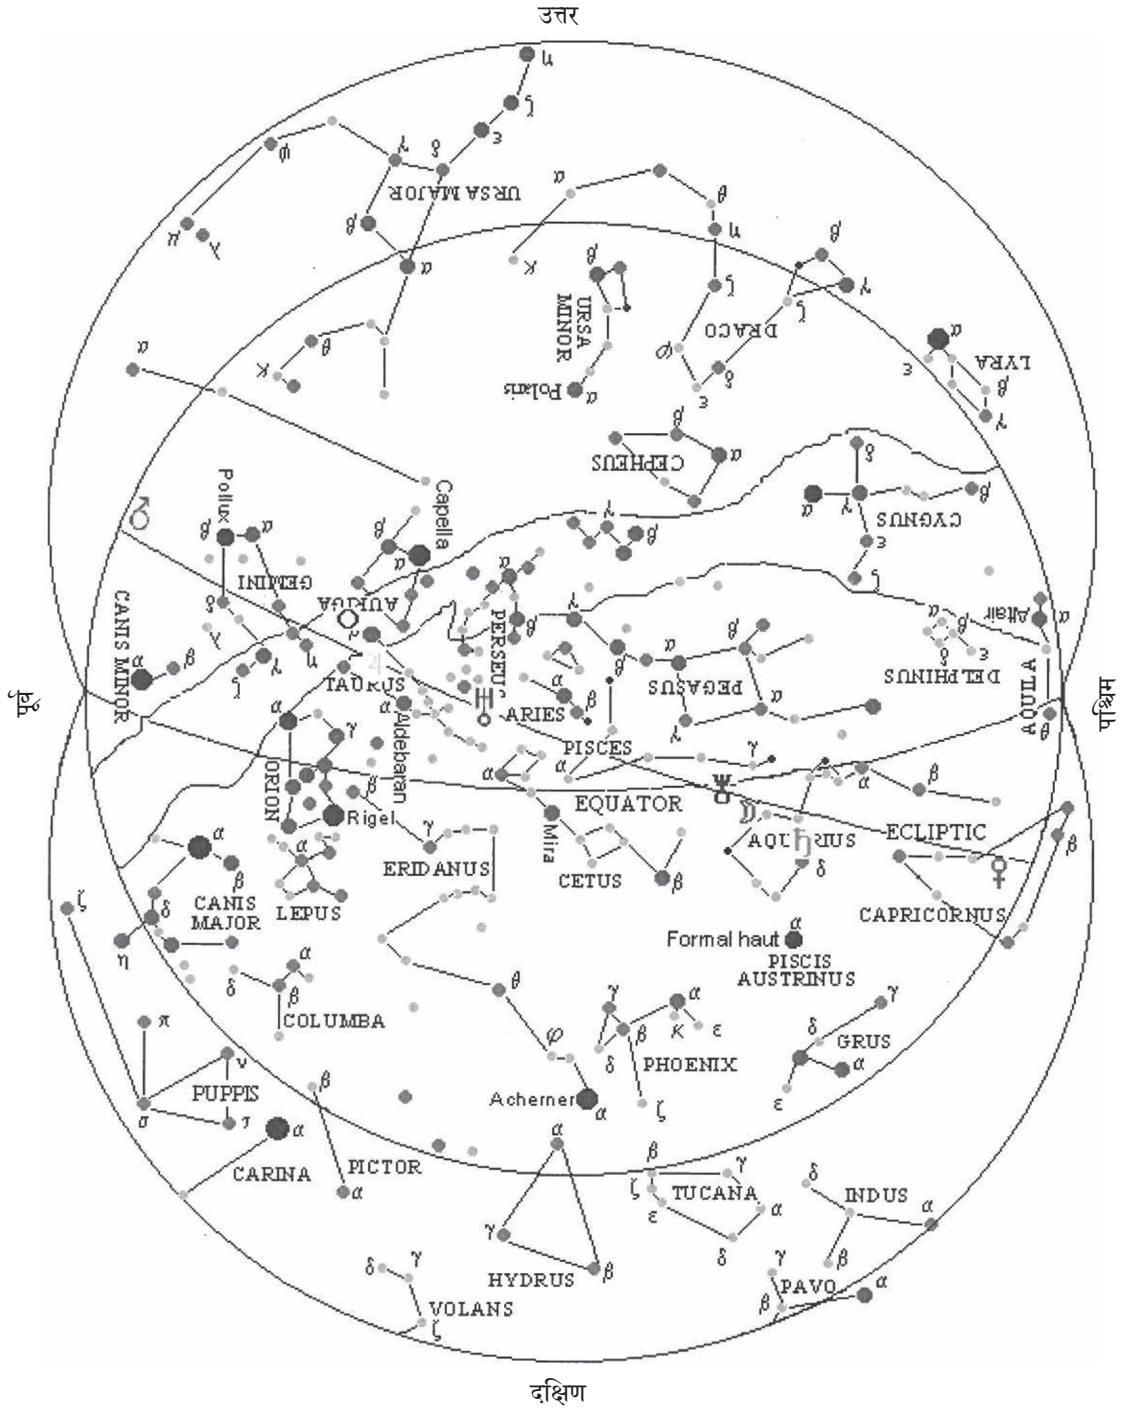 उत्तर
η
ζ
ε
ψ
γ
δ
URSA MAJOR
α
θ
β
η
μ
λ
β
α
κ
β
ζ
γ
ζ
URSA
MINOR
DRACO
θ
α
φ
δ
α
ε
LYRA
κ
Polaris
α
ε
β
γ
β
CEPHEUS
α
δ
Pollux
Capella
β
α
γ
β
α
γ
CYGNUS
β
ε
GEMINI
α
α
ζ
CANIS MINOR
δ
AURIGA
PERSEUS
β
γ
β
α
β
DELPHINUS
δ
ε
Altair
α
AQUILA
θ
पूर्व
पश्चिम
α
β
λ
γ
η
ζ
γ
TAURUS
α
Aldebaran
α
ARIES
β
β
α
PEGASUS
γ
α
α
γ
ORION
PISCES
α
α
γ
EQUATOR
α
β
β
Rigel
Mira
γ
ERIDANUS
CETUS
β
AQUARIUS
δ
ECLIPTIC
β
CAPRICORNUS
α
β
CANIS
MAJOR
δ
η
ζ
α
LEPUS
α
Formal haut
PISCIS
AUSTRINUS
δ
α
β
COLUMBA
θ
φ
γ
α
β
κ
ε
δ
PHOENIX
ζ
γ
δ
GRUS
α
ε
π
ν
PUPPIS
σ
τ
β
Acherner
α
α
CARINA
PICTOR
α
α
β
γ
ζ
TUCANA
ε
α
δ
δ
INDUS
α
β
γ
HYDRUS
β
γ
PAVO
α
β
δ
γ
VOLANS
ζ
दक्षिण